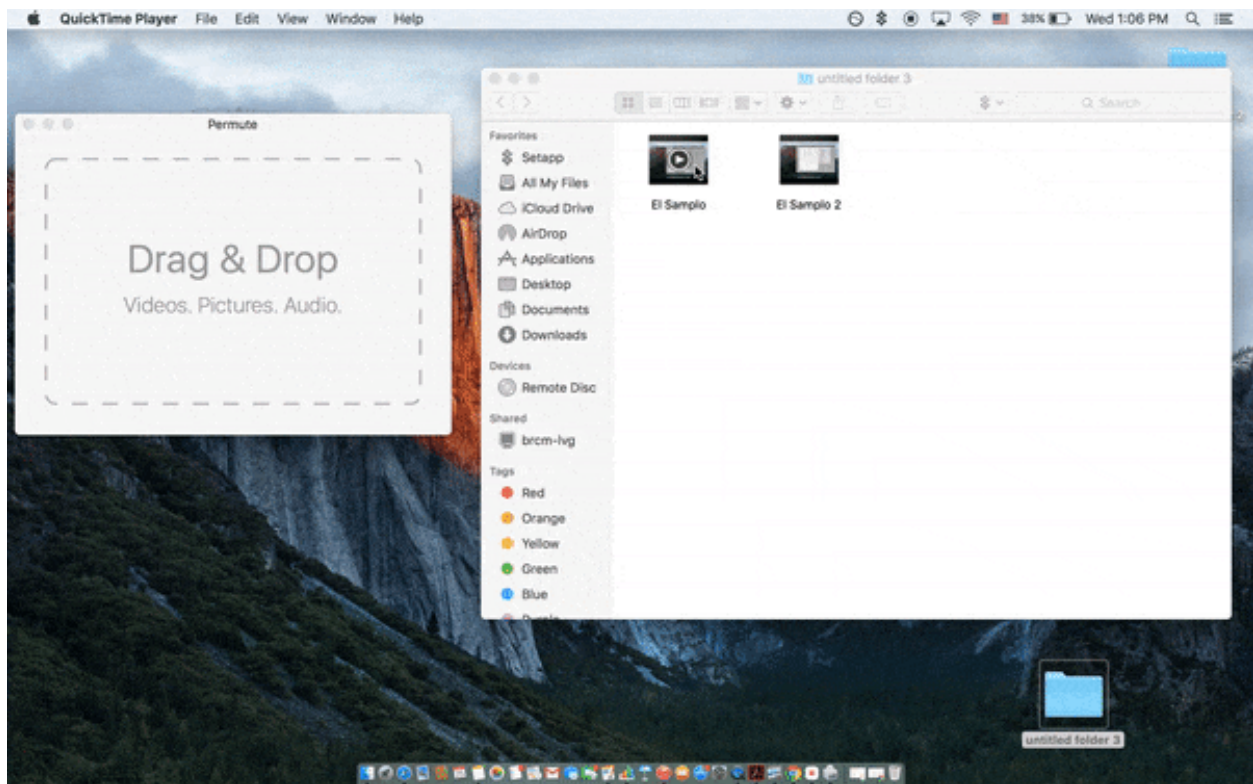 QuickTime Player File Edit View Window Help 38% Wed 1:06 PM
untitled folder 3
Search
Permute
Drag & Drop
Videos. Pictures. Audio.
Favorites
Setapp
All My Files
iCloud Drive
AirDrop
Applications
Desktop
Documents
Downloads
Devices
Remote Disc
Shared
brcm-lvg
Tags
Red
Orange
Yellow
Green
Blue
El Samplo
El Samplo 2
untitled folder 3